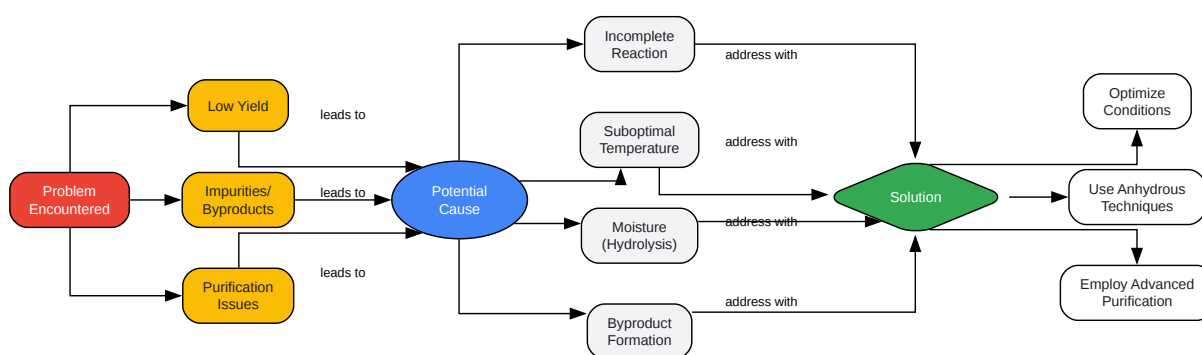 Problem
Encountered
Low Yield
Impurities/
Byproducts
Purification
Issues
leads to
leads to
leads to
Potential
Cause
Incomplete
Reaction
Suboptimal
Temperature
Moisture
(Hydrolysis)
Byproduct
Formation
address with
address with
address with
address with
Solution
Optimize
Conditions
Use Anhydrous
Techniques
Employ Advanced
Purification